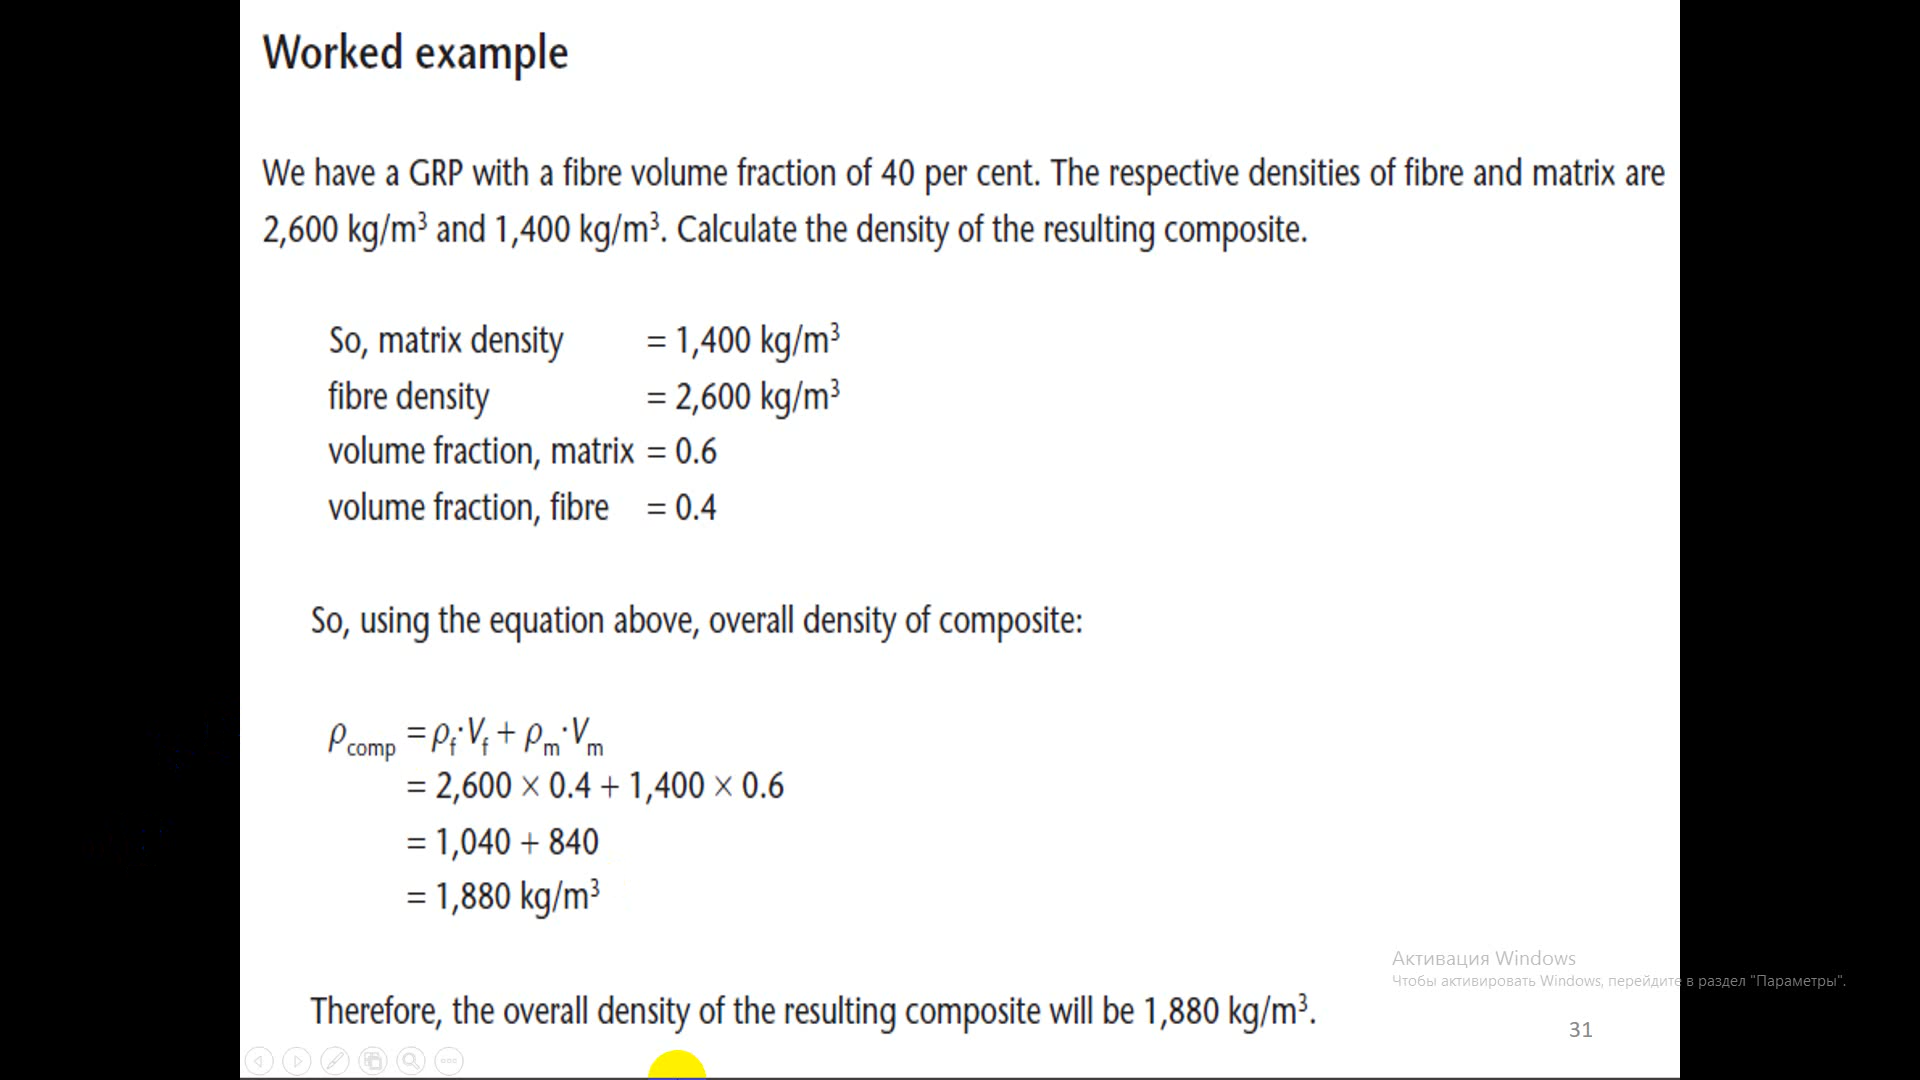 Worked example
We have a GRP with a fibre volume fraction of 40 per cent. The respective densities of fibre and matrix are
2,600 kg/m³ and 1,400 kg/m³. Calculate the density of the resulting composite.
So, matrix density = 1,400 kg/m³
fibre density = 2,600 kg/m³
volume fraction, matrix = 0.6
volume fraction, fibre = 0.4
So, using the equation above, overall density of composite:
ρcomp = ρf·Vf + ρm·Vm
= 2,600 × 0.4 + 1,400 × 0.6
= 1,040 + 840
= 1,880 kg/m³
Активация Windows
Чтобы активировать Windows, перейдите в раздел "Параметры".
Therefore, the overall density of the resulting composite will be 1,880 kg/m³.
31